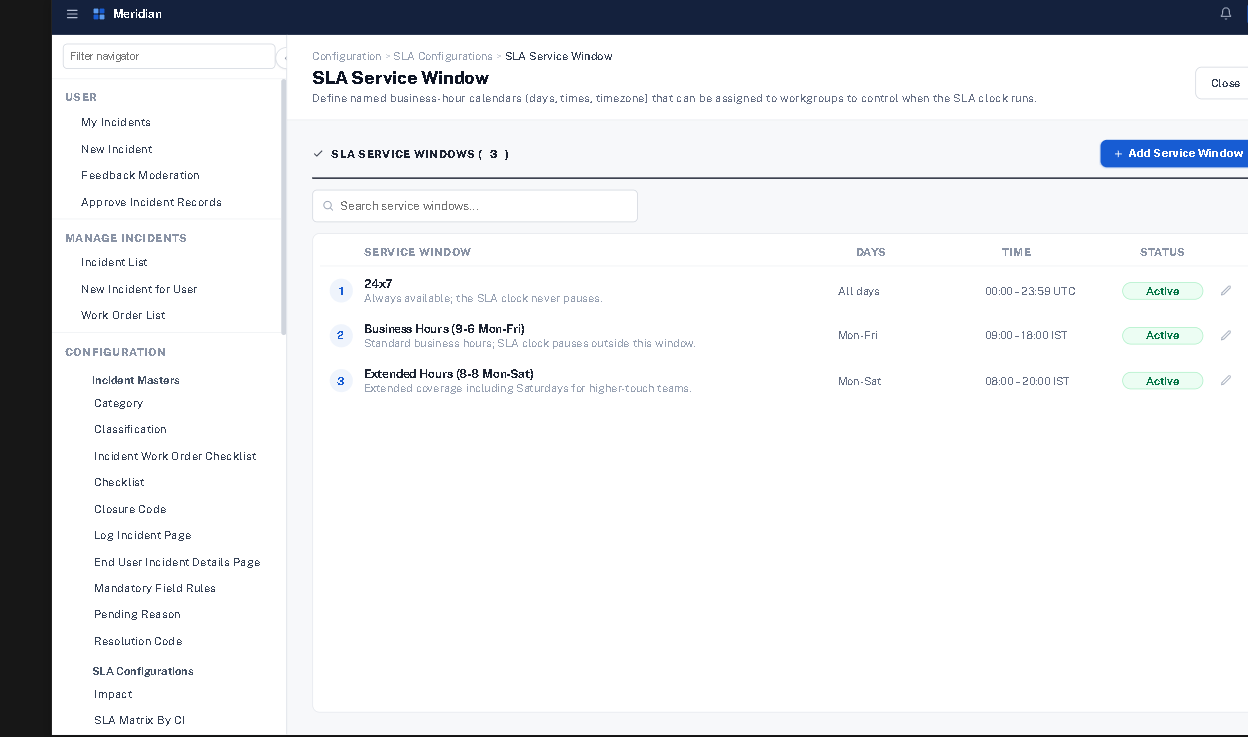 Meridian
Filter navigator
USER
My Incidents
New Incident
Feedback Moderation
Approve Incident Records
MANAGE INCIDENTS
Incident List
New Incident for User
Work Order List
CONFIGURATION
Incident Masters
Category
Classification
Incident Work Order Checklist
Checklist
Closure Code
Log Incident Page
End User Incident Details Page
Mandatory Field Rules
Pending Reason
Resolution Code
SLA Configurations
Impact
SLA Matrix By CI
Configuration > SLA Configurations > SLA Service Window
SLA Service Window
Define named business-hour calendars (days, times, timezone) that can be assigned to workgroups to control when the SLA clock runs.
Close
SLA SERVICE WINDOWS ( 3 )
+ Add Service Window
Search service windows...
SERVICE WINDOW DAYS TIME STATUS
1 24x7 All days 00:00 – 23:59 UTC Active
Always available; the SLA clock never pauses.
2 Business Hours (9-6 Mon-Fri) Mon-Fri 09:00 – 18:00 IST Active
Standard business hours; SLA clock pauses outside this window.
3 Extended Hours (8-8 Mon-Sat) Mon-Sat 08:00 – 20:00 IST Active
Extended coverage including Saturdays for higher-touch teams.